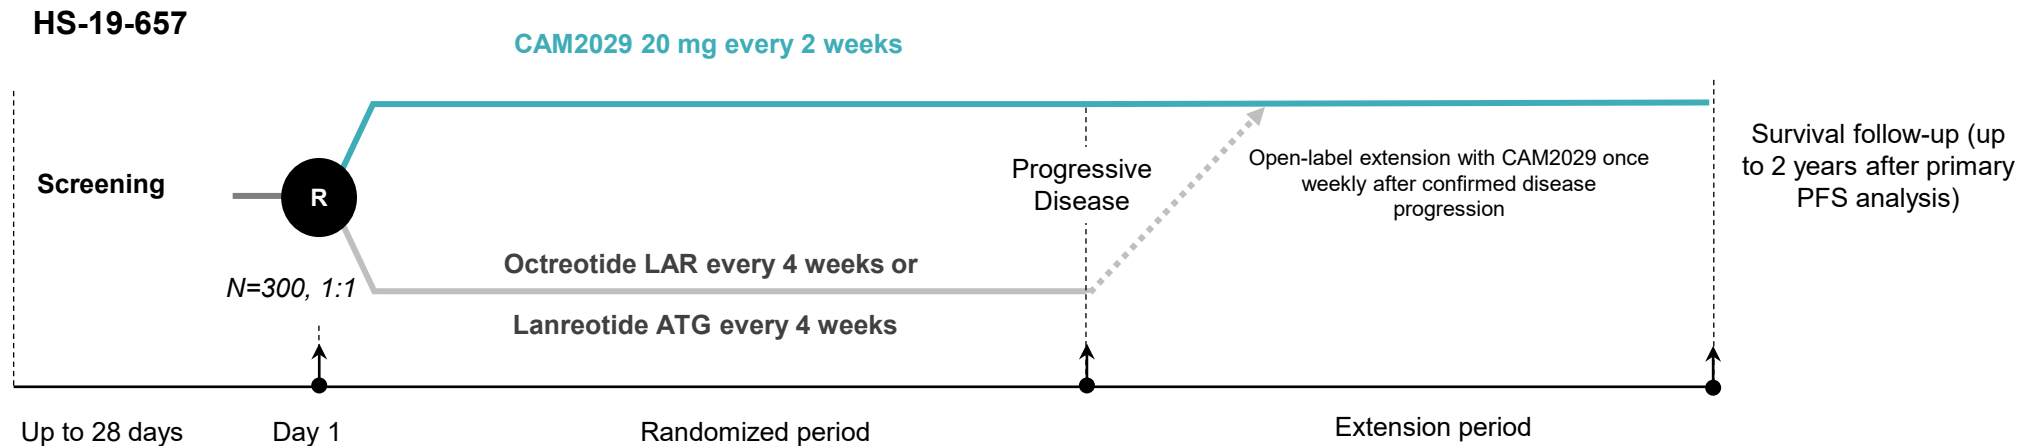 HS-19-657
CAM2029 20 mg every 2 weeks
Screening
R
N=300, 1:1
Octreotide LAR every 4 weeks or
Lanreotide ATG every 4 weeks
Progressive
Disease
Open-label extension with CAM2029 once
weekly after confirmed disease
progression
Survival follow-up (up
to 2 years after primary
PFS analysis)
Up to 28 days
Day 1
Randomized period
Extension period